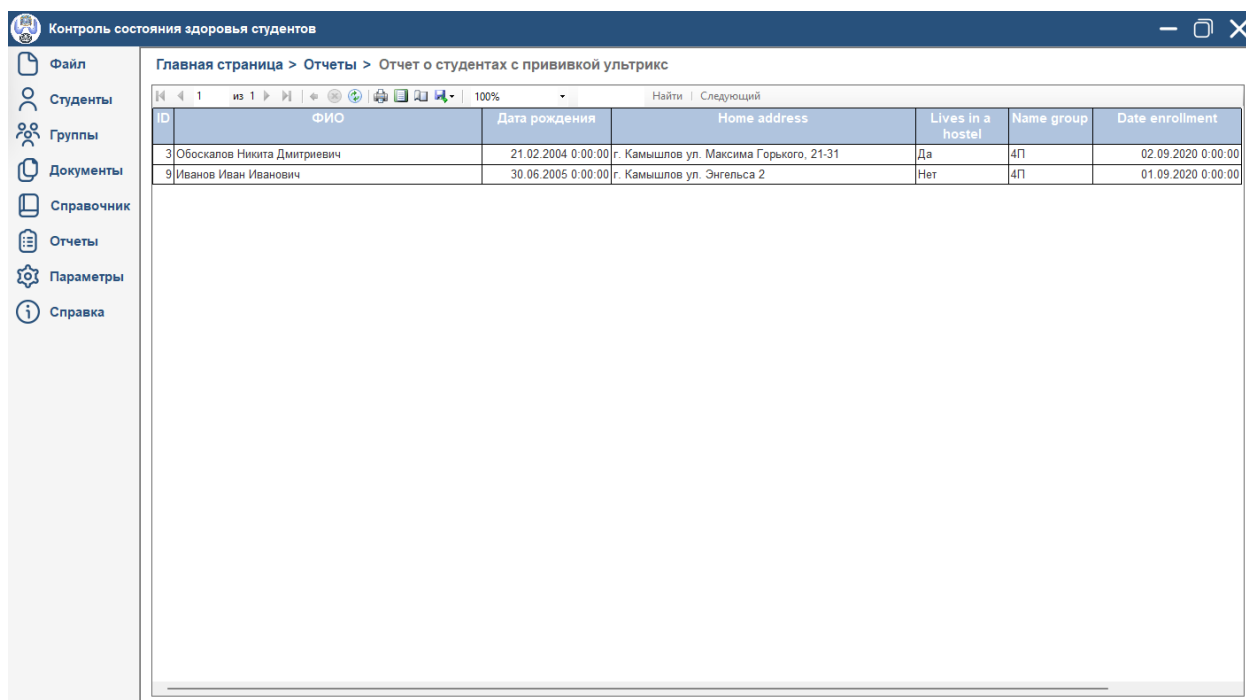 Контроль состояния здоровья студентов
Файл
Студенты
Группы
Документы
Справочник
Отчеты
Параметры
Справка
Главная страница > Отчеты > Отчет о студентах с прививкой ультрикс
1 из 1 100% Найти | Следующий
ID ФИО Дата рождения Home address Lives in a hostel Name group Date enrollment
3 Обоскалов Никита Дмитриевич 21.02.2004 0:00:00 г. Камышлов ул. Максима Горького, 21-31 Да 4П 02.09.2020 0:00:00
9 Иванов Иван Иванович 30.06.2005 0:00:00 г. Камышлов ул. Энгельса 2 Нет 4П 01.09.2020 0:00:00